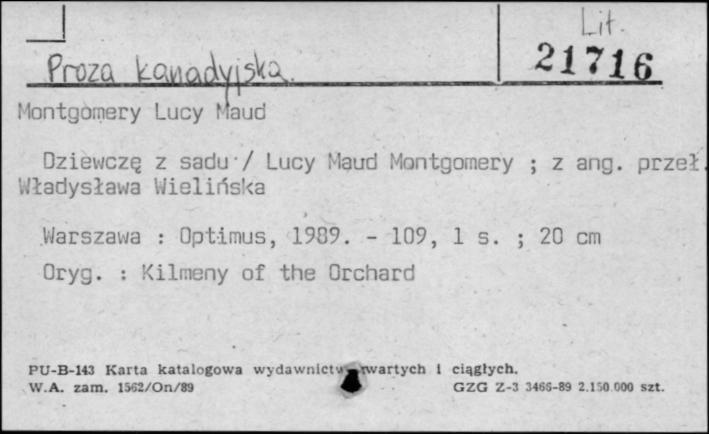 Lit.
21716
Proza kanadyjska.
Montgomery Lucy Maud
Dziewczę z sadu / Lucy Maud Montgomery ; z ang. przeł.
Władysława Wielińska
Warszawa : Optimus, 1989. - 109, 1 s. ; 20 cm
Oryg. : Kilmeny of the Orchard
PU-B-143 Karta katalogowa wydawnictw zwartych i ciągłych.
W.A. zam. 1562/On/89 GZG Z-3 3466-89 2.150.000 szt.